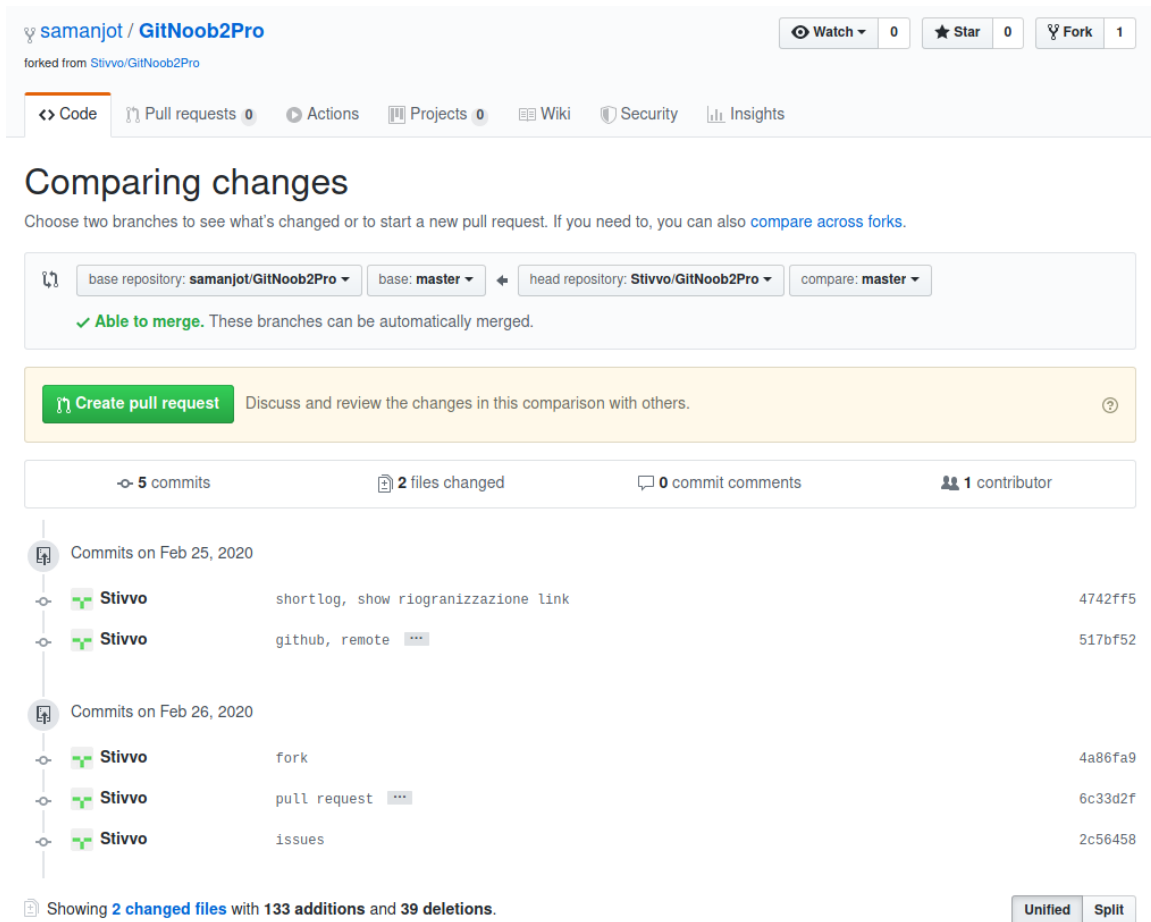 samanjot / GitNoob2Pro
Watch 0 Star 0 Fork 1
forked from Stivvo/GitNoob2Pro
Code Pull requests 0 Actions Projects 0 Wiki Security Insights
Comparing changes
Choose two branches to see what's changed or to start a new pull request. If you need to, you can also compare across forks.
base repository: samanjot/GitNoob2Pro base: master head repository: Stivvo/GitNoob2Pro compare: master
Able to merge. These branches can be automatically merged.
Create pull request Discuss and review the changes in this comparison with others.
5 commits 2 files changed 0 commit comments 1 contributor
Commits on Feb 25, 2020
Stivvo shortlog, show riogranizzazione link 4742ff5
Stivvo github, remote ... 517bf52
Commits on Feb 26, 2020
Stivvo fork 4a86fa9
Stivvo pull request ... 6c33d2f
Stivvo issues 2c56458
Showing 2 changed files with 133 additions and 39 deletions. Unified Split